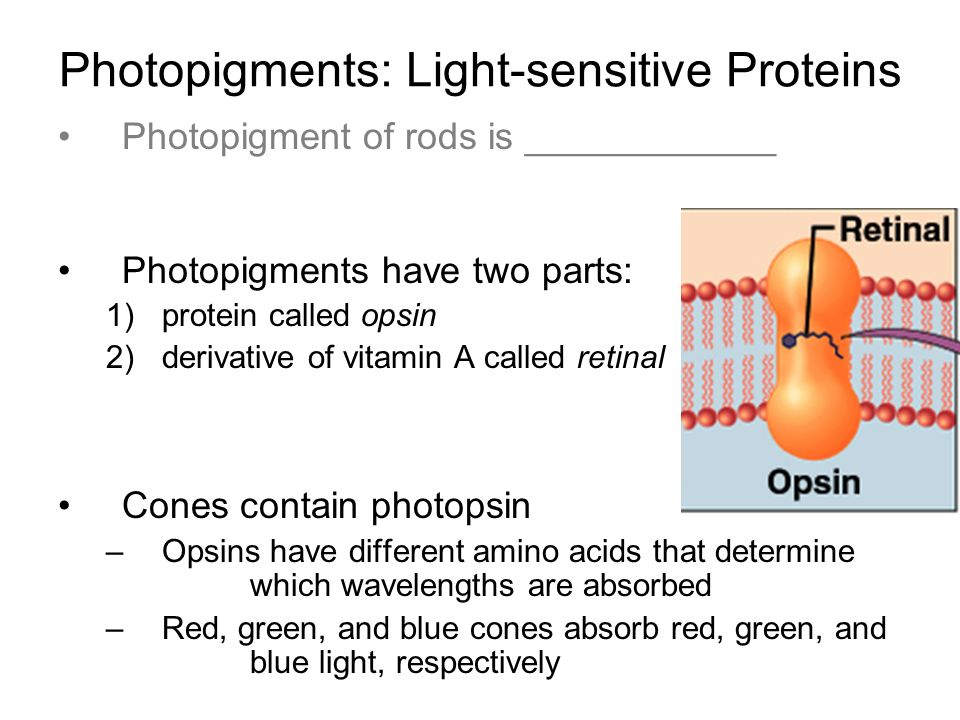 Photopigments: Light-sensitive Proteins
• Photopigment of rods is ____________
• Photopigments have two parts:
1) protein called opsin
2) derivative of vitamin A called retinal
Retinal
Opsin
• Cones contain photopsin
– Opsins have different amino acids that determine
which wavelengths are absorbed
– Red, green, and blue cones absorb red, green, and
blue light, respectively